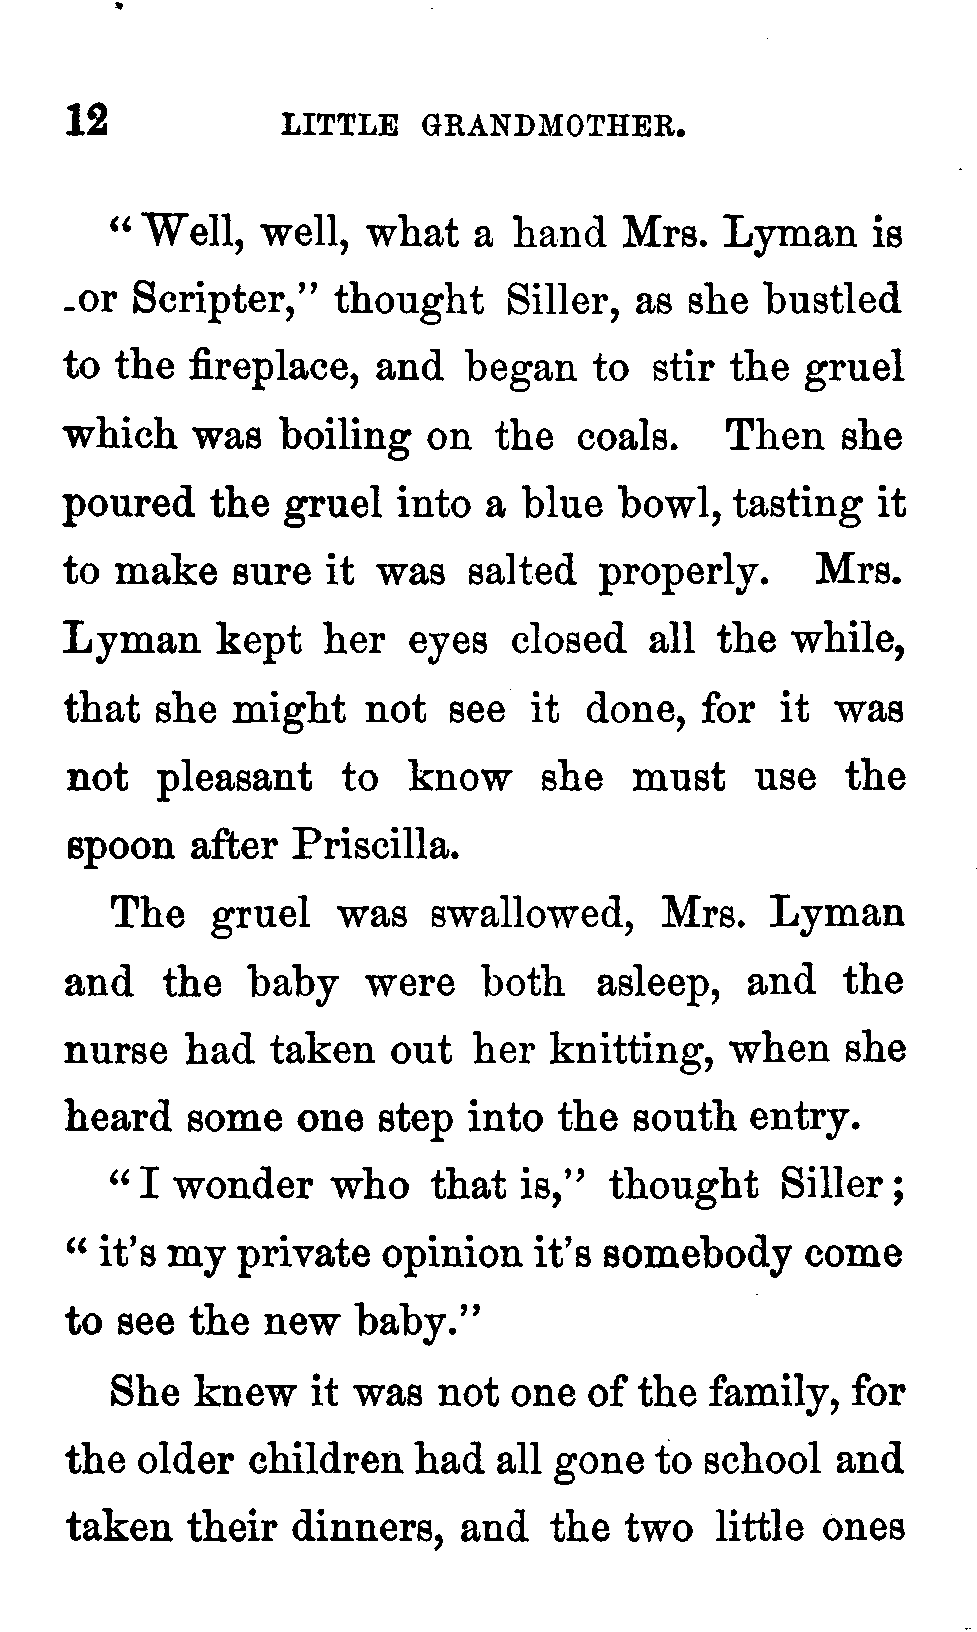 12 LITTLE GRANDMOTHER.
“Well, well, what a hand Mrs. Lyman is
or Scripter,” thought Siller, as she bustled
to the fireplace, and began to stir the gruel
which was boiling on the coals. Then she
poured the gruel into a blue bowl, tasting it
to make sure it was salted properly. Mrs.
Lyman kept her eyes closed all the while,
that she might not see it done, for it was
not pleasant to know she must use the
spoon after Priscilla.
The gruel was swallowed, Mrs. Lyman
and the baby were both asleep, and the
nurse had taken out her knitting, when she
heard some one step into the south entry.
“I wonder who that is,” thought Siller;
“it's my private opinion it's somebody come
to see the new baby.”
She knew it was not one of the family, for
the older children had all gone to school and
taken their dinners, and the two little ones